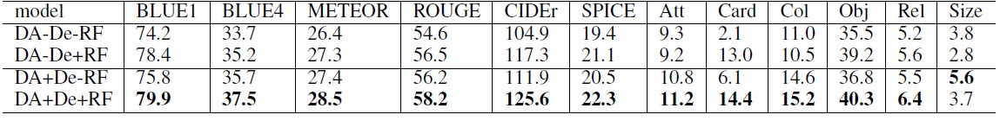 model BLUE1 BLUE4 METEOR ROUGE CIDEr SPICE Att Card Col Obj Rel Size
DA-De-RF 74.2 33.7 26.4 54.6 104.9 19.4 9.3 2.1 11.0 35.5 5.2 3.8
DA-De+RF 78.4 35.2 27.3 56.5 117.3 21.1 9.2 13.0 10.5 39.2 5.6 2.8
DA+De-RF 75.8 35.7 27.4 56.2 111.9 20.5 10.8 6.1 14.6 36.8 5.5 5.6
DA+De+RF 79.9 37.5 28.5 58.2 125.6 22.3 11.2 14.4 15.2 40.3 6.4 3.7